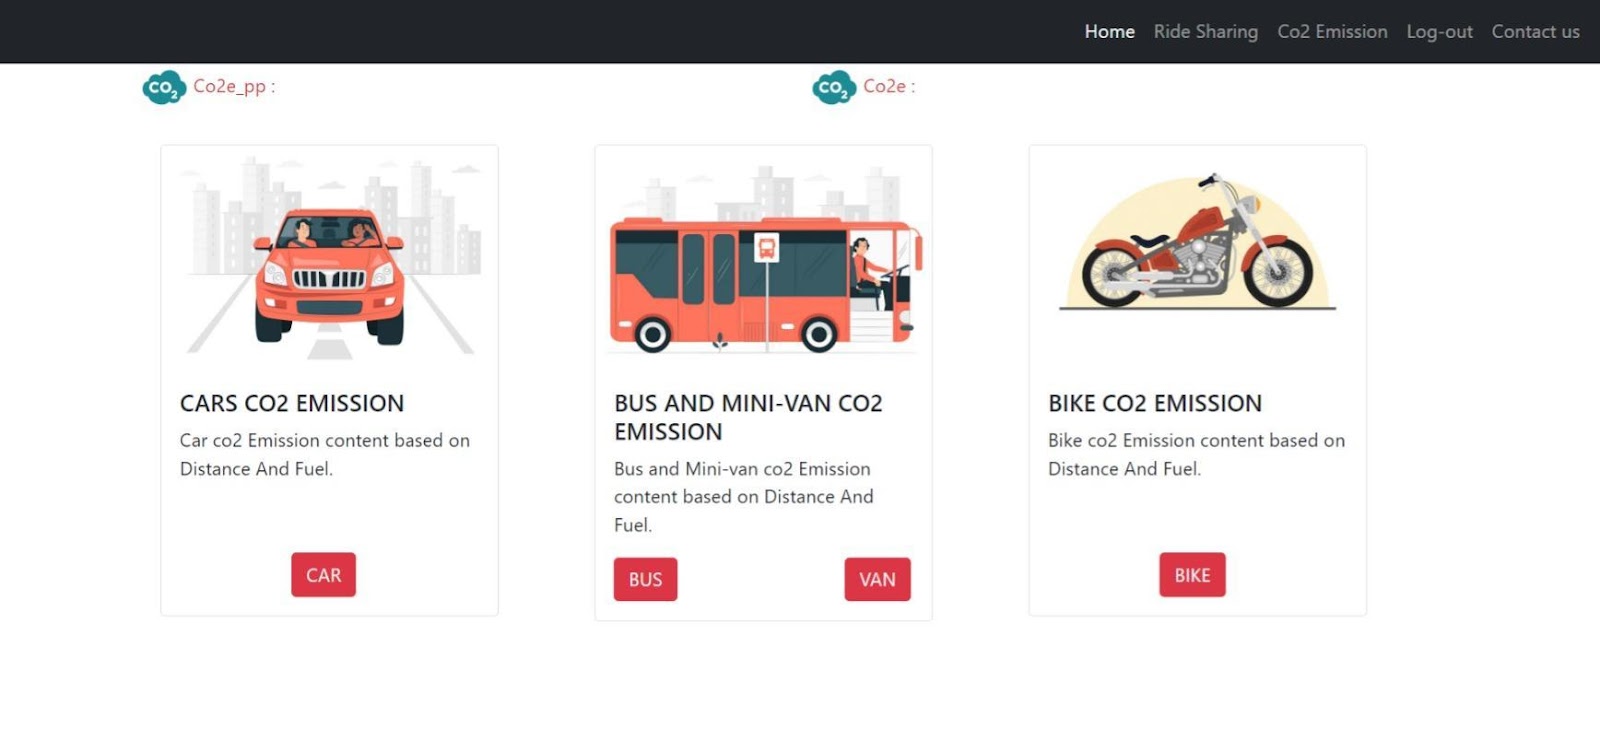 Home Ride Sharing Co2 Emission Log-out Contact us
CO2 Co2e_pp :
CO2 Co2e :
CARS CO2 EMISSION
Car co2 Emission content based on
Distance And Fuel.
CAR
BUS AND MINI-VAN CO2
EMISSION
Bus and Mini-van co2 Emission
content based on Distance And
Fuel.
BUS VAN
BIKE CO2 EMISSION
Bike co2 Emission content based on
Distance And Fuel.
BIKE